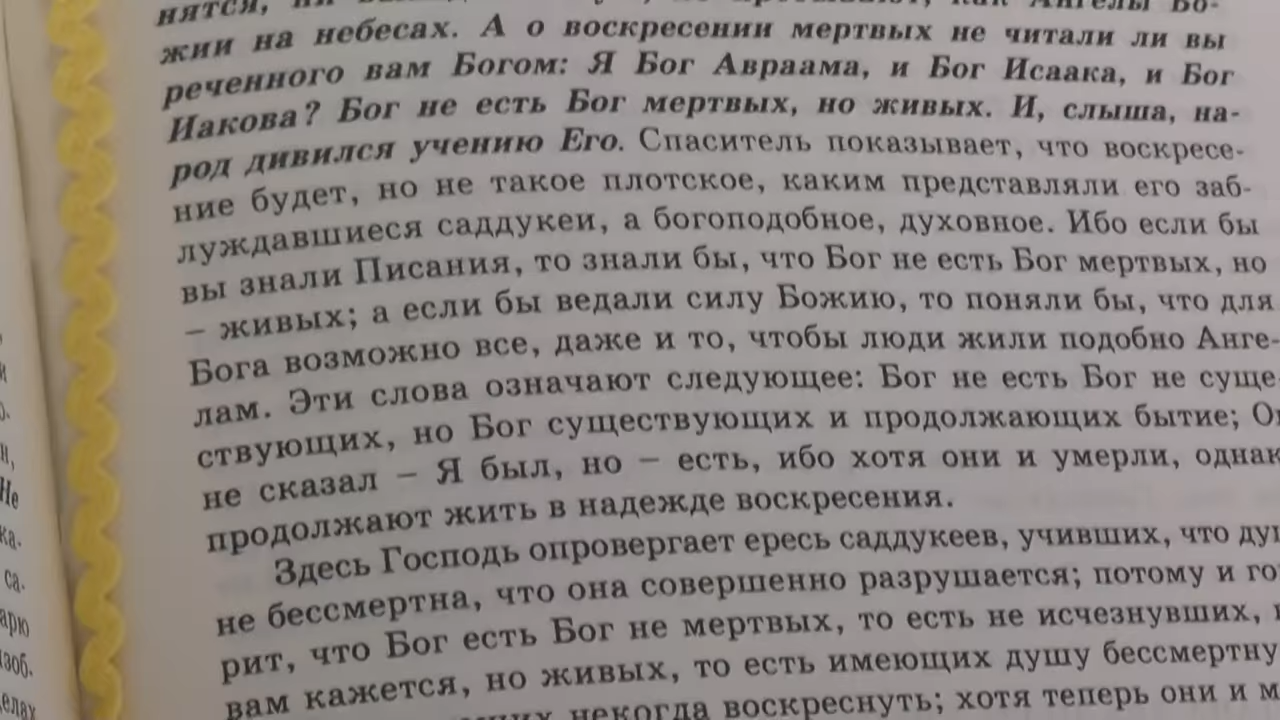 как Ангелы Бо-
жии на небесах. А о воскресении мертвых не читали ли вы
реченного вам Богом: Я Бог Авраама, и Бог Исаака, и Бог
Иакова? Бог не есть Бог мертвых, но живых. И, слыша, на-
род дивился учению Его. Спаситель показывает, что воскресе-
ние будет, но не такое плотское, каким представляли его заб-
луждавшиеся саддукеи, а богоподобное, духовное. Ибо если бы
вы знали Писания, то знали бы, что Бог не есть Бог мертвых, но
– живых; а если бы ведали силу Божию, то поняли бы, что для
Бога возможно все, даже и то, чтобы люди жили подобно Анге-
лам. Эти слова означают следующее: Бог не есть Бог не суще-
ствующих, но Бог существующих и продолжающих бытие; Он
не сказал – Я был, но – есть, ибо хотя они и умерли, однак
продолжают жить в надежде воскресения.
Здесь Господь опровергает ересь саддукеев, учивших, что ду
не бессмертна, что она совершенно разрушается; потому и го
рит, что Бог есть Бог не мертвых, то есть не исчезнувших,
вам кажется, но живых, то есть имеющих душу бессмертну
некогда воскреснуть; хотя теперь они и